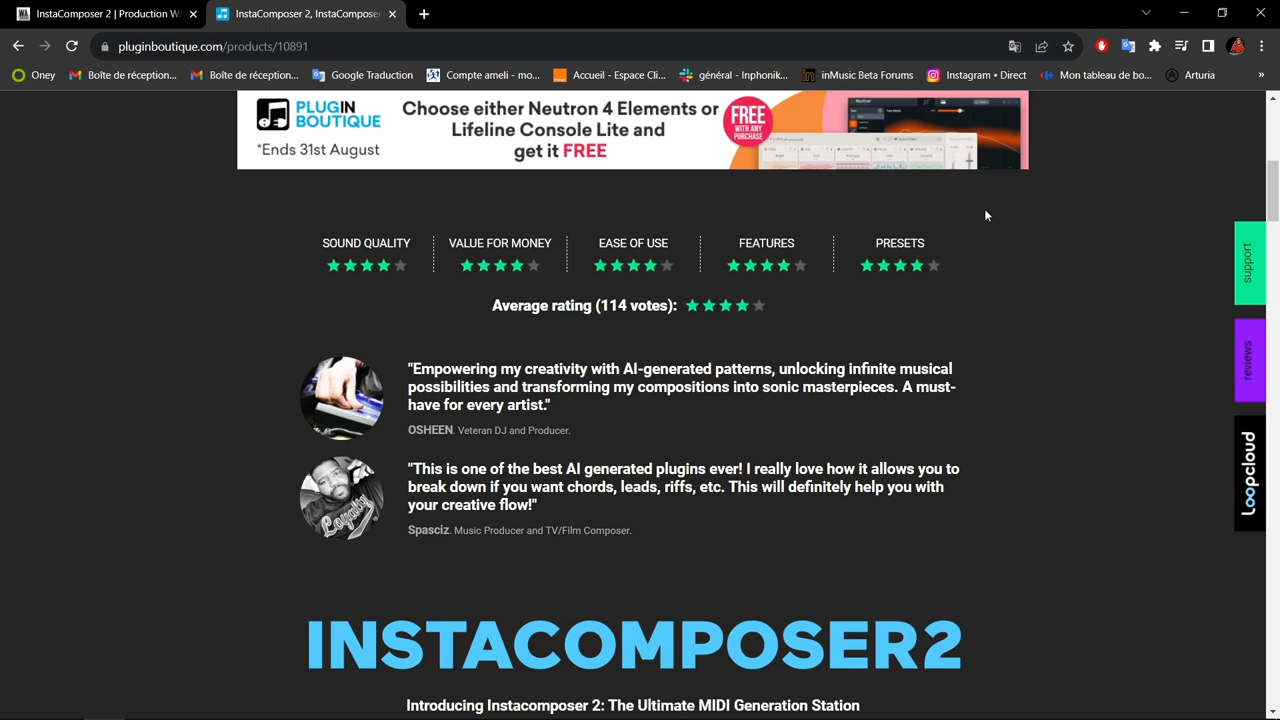 InstaComposer 2 | Production W
InstaComposer 2, InstaComposer
pluginboutique.com/products/10891
Oney
Boîte de réception...
Boîte de réception...
Google Traduction
Compte ameli - mo...
Accueil - Espace Cli...
général - Inphonik...
inMusic Beta Forums
Instagram • Direct
Mon tableau de bo...
Arturia
»
PLUGIN
BOUTIQUE
*Ends 31st August
Choose either Neutron 4 Elements or
Lifeline Console Lite and
get it FREE
FREE
WITH ANY
PURCHASE
SOUND QUALITY
VALUE FOR MONEY
EASE OF USE
FEATURES
PRESETS
Average rating (114 votes):
"Empowering my creativity with AI-generated patterns, unlocking infinite musical
possibilities and transforming my compositions into sonic masterpieces. A must-
have for every artist."
OSHEEN. Veteran DJ and Producer.
"This is one of the best AI generated plugins ever! I really love how it allows you to
break down if you want chords, leads, riffs, etc. This will definitely help you with
your creative flow!"
Spasciz. Music Producer and TV/Film Composer.
Loyalty
support
reviews
Loopcloud
INSTACOMPOSER2
Introducing Instacomposer 2: The Ultimate MIDI Generation Station